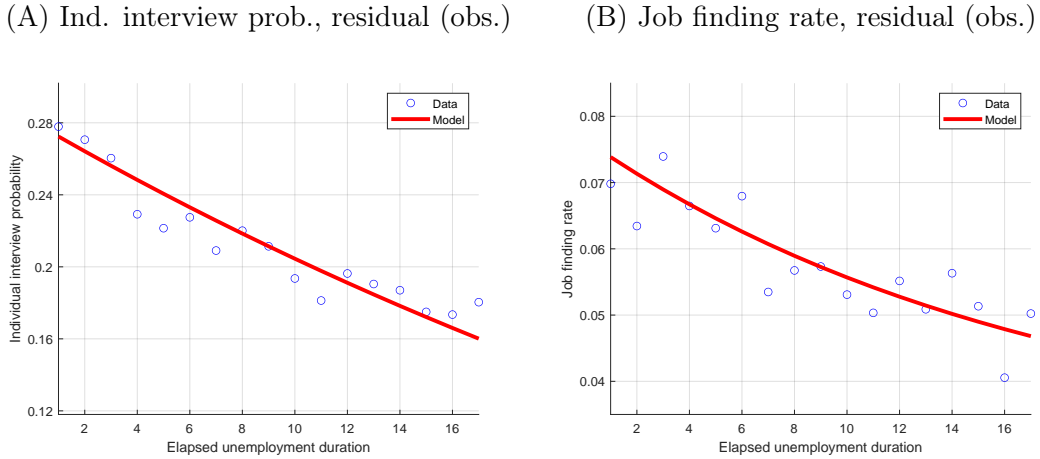 (A) Ind. interview prob., residual (obs.)
Individual interview probability
0.28
0.24
0.2
0.16
0.12
2 4 6 8 10 12 14 16
Elapsed unemployment duration
Data
Model
(B) Job finding rate, residual (obs.)
Job finding rate
0.08
0.07
0.06
0.05
0.04
2 4 6 8 10 12 14 16
Elapsed unemployment duration
Data
Model